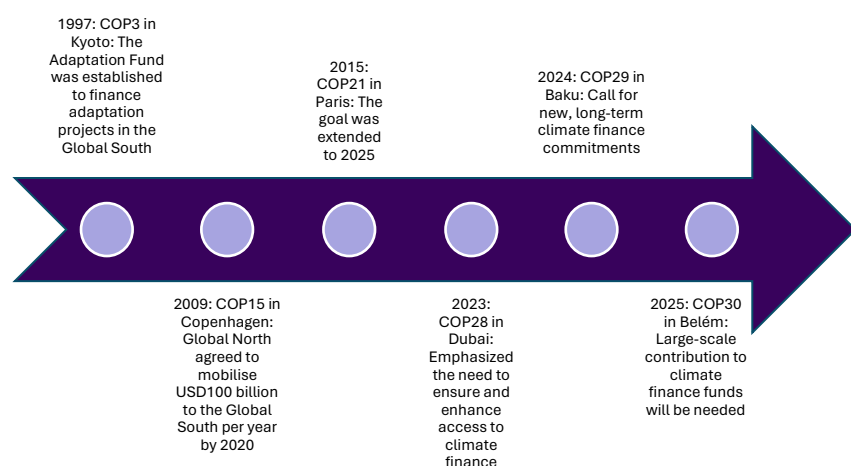 1997: COP3 in
Kyoto: The
Adaptation Fund
was established
to finance
adaptation
projects in the
Global South
2009: COP15 in
Copenhagen:
Global North
agreed to
mobilise
USD100 billion
to the Global
South per year
by 2020
2015:
COP21 in
Paris: The
goal was
extended
to 2025
2023:
COP28 in
Dubai:
Emphasized
the need to
ensure and
enhance
access to
climate
finance
2024: COP29 in
Baku: Call for
new, long-term
climate finance
commitments
2025: COP30
in Belém:
Large-scale
contribution to
climate
finance funds
will be needed